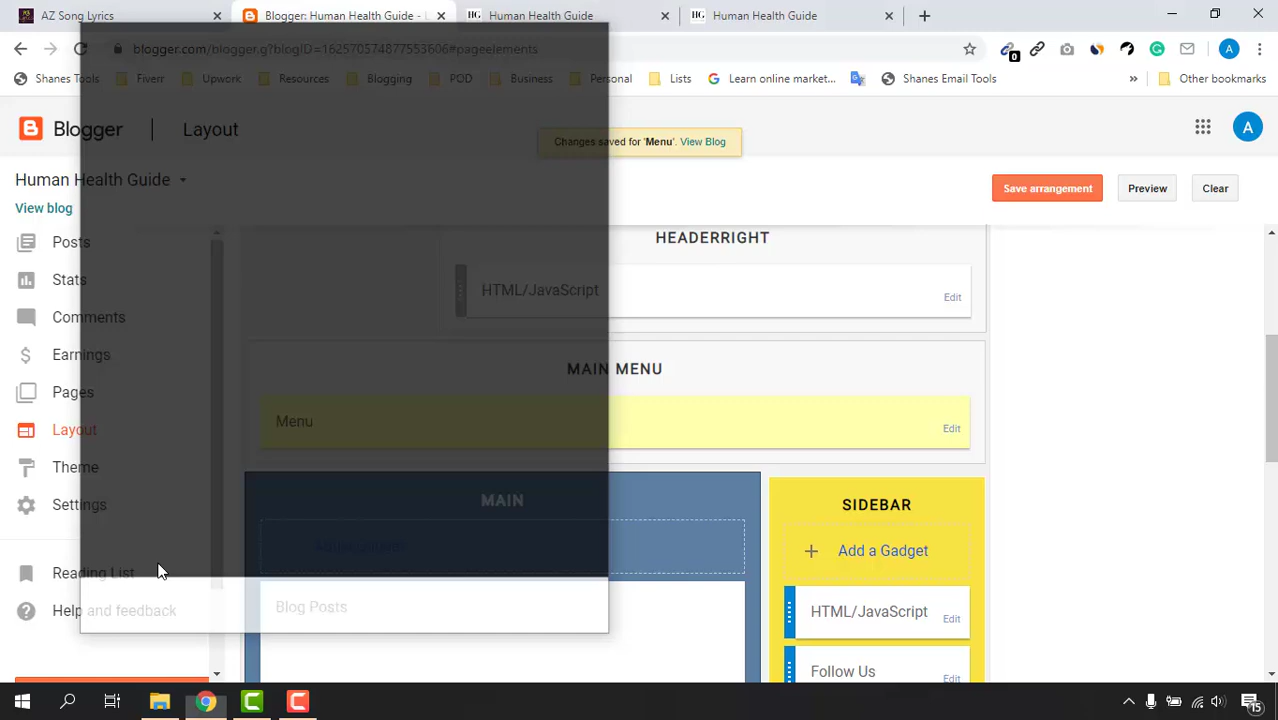 AZ Song Lyrics
Blogger: Human Health Guide - L
Human Health Guide
Human Health Guide
blogger.com/blogger.g?blogID=162570574877553606#pageelements
0
A
Shanes Tools
Fiverr
Upwork
Resources
Blogging
POD
Business
Personal
Lists
Learn online market...
Shanes Email Tools
Other bookmarks
Blogger
Layout
Changes saved for 'Menu'. View Blog
A
Human Health Guide
Save arrangement
Preview
Clear
View blog
Posts
Stats
Comments
Earnings
Pages
Layout
Theme
Settings
Reading List
Help and feedback
HEADERRIGHT
HTML/JavaScript
Edit
MAIN MENU
Menu
Edit
MAIN
Blog Posts
SIDEBAR
Add a Gadget
HTML/JavaScript
Edit
Follow Us
Edit
15